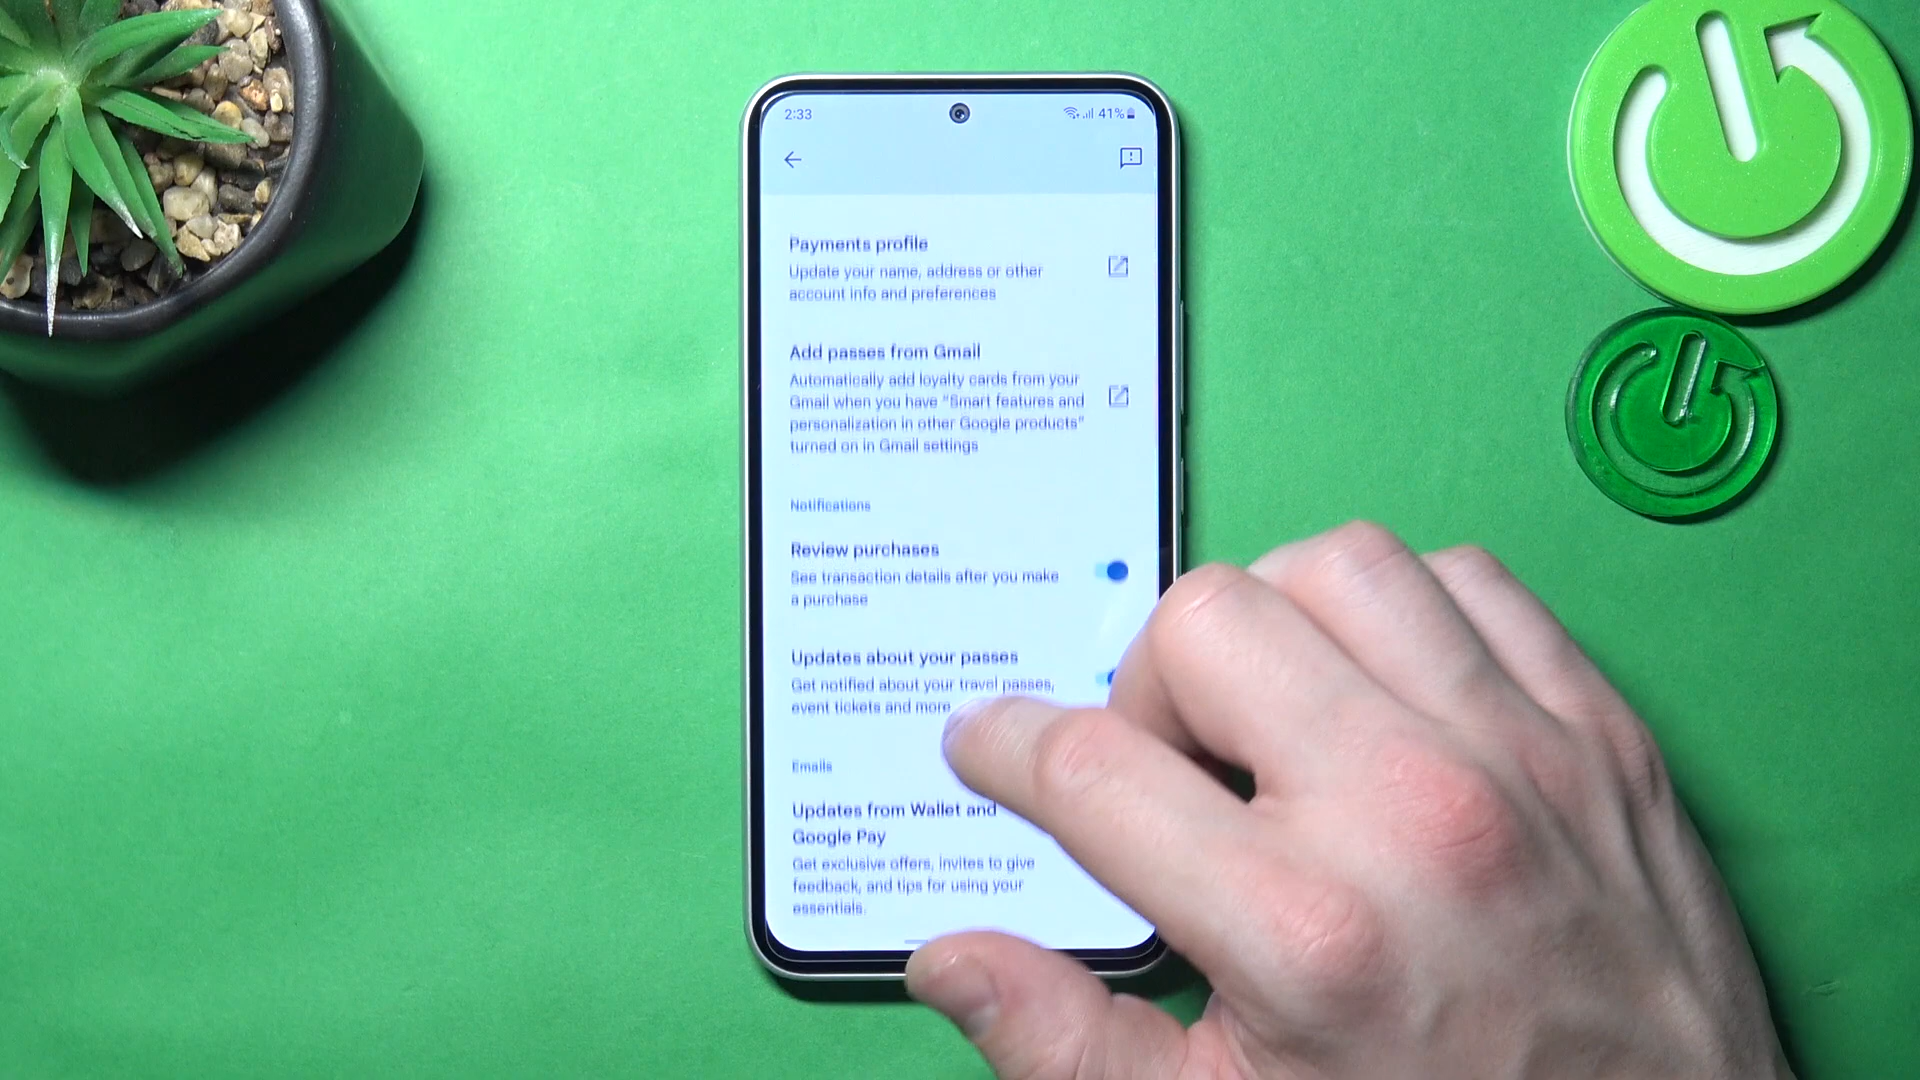 2:33
41%
Payments profile
Update your name, address or other
account info and preferences
Add passes from Gmail
Automatically add loyalty cards from your
Gmail when you have "Smart features and
personalization in other Google products"
turned on in Gmail settings
Notifications
Review purchases
See transaction details after you make
a purchase
Updates about your passes
Get notified about your travel passes,
event tickets and more
Emails
Updates from Wallet and
Google Pay
Get exclusive offers, invites to give
feedback, and tips for using your
essentials.